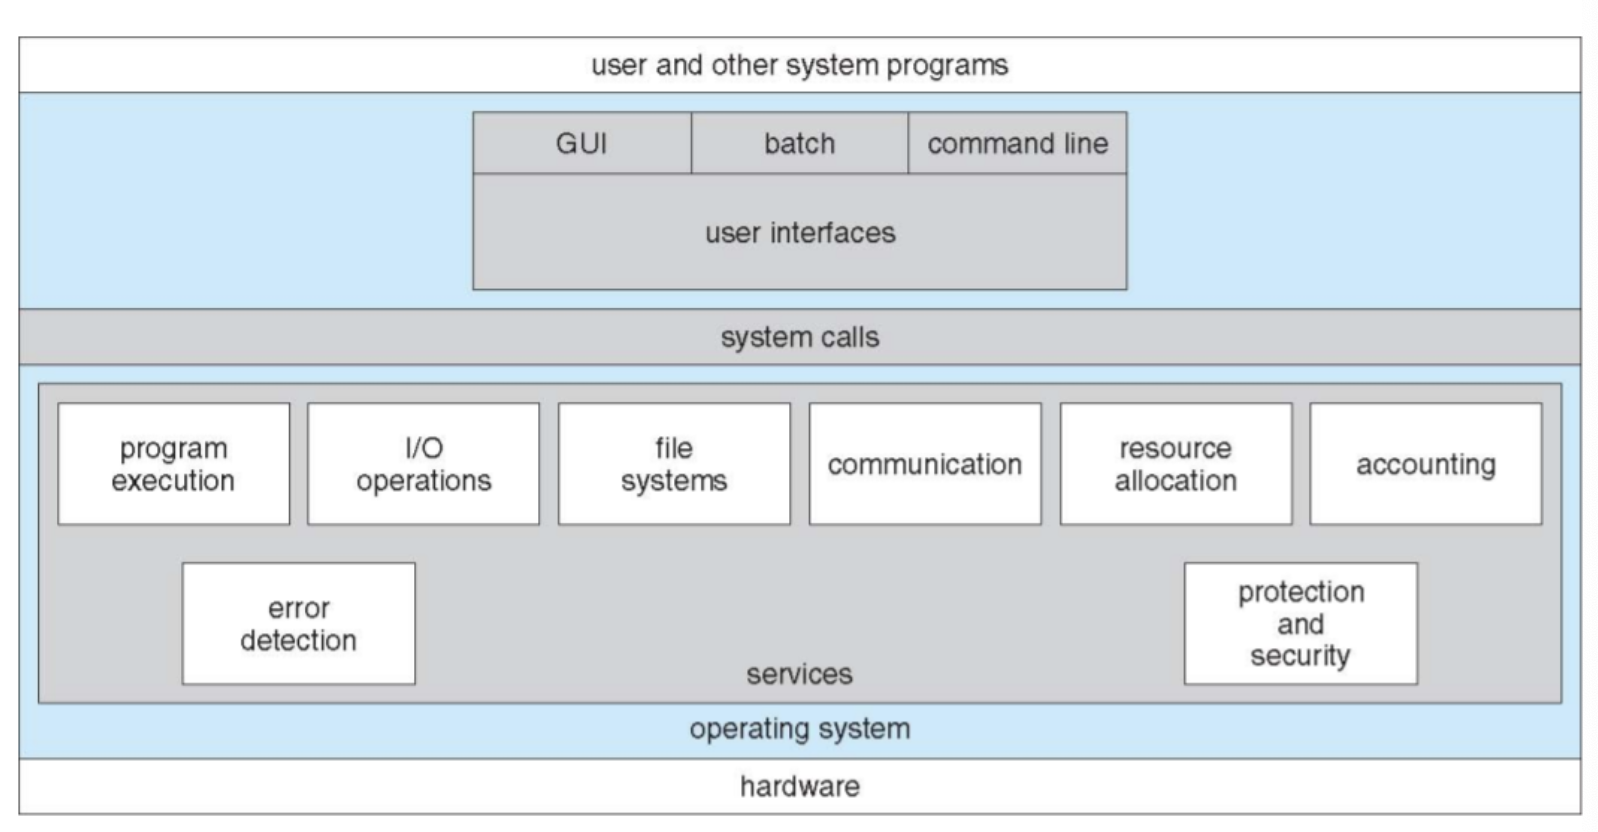 user and other system programs
GUI
batch
command line
user interfaces
system calls
program
execution
I/O
operations
file
systems
communication
resource
allocation
accounting
error
detection
protection
and
security
services
operating system
hardware